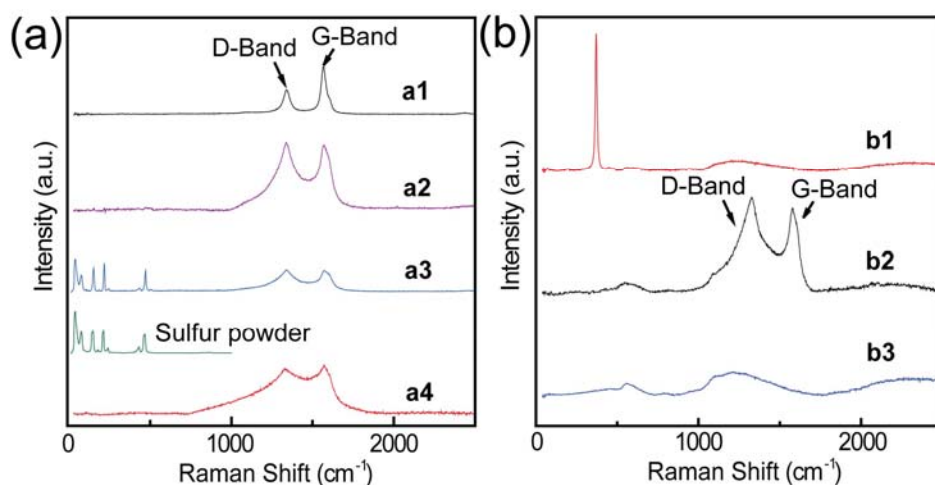 (a)
D-Band
G-Band
a1
a2
a3
Sulfur powder
a4
Intensity (a.u.)
0 1000 2000
Raman Shift (cm⁻¹)
(b)
b1
D-Band
G-Band
b2
b3
Intensity (a.u.)
0 1000 2000
Raman Shift (cm⁻¹)